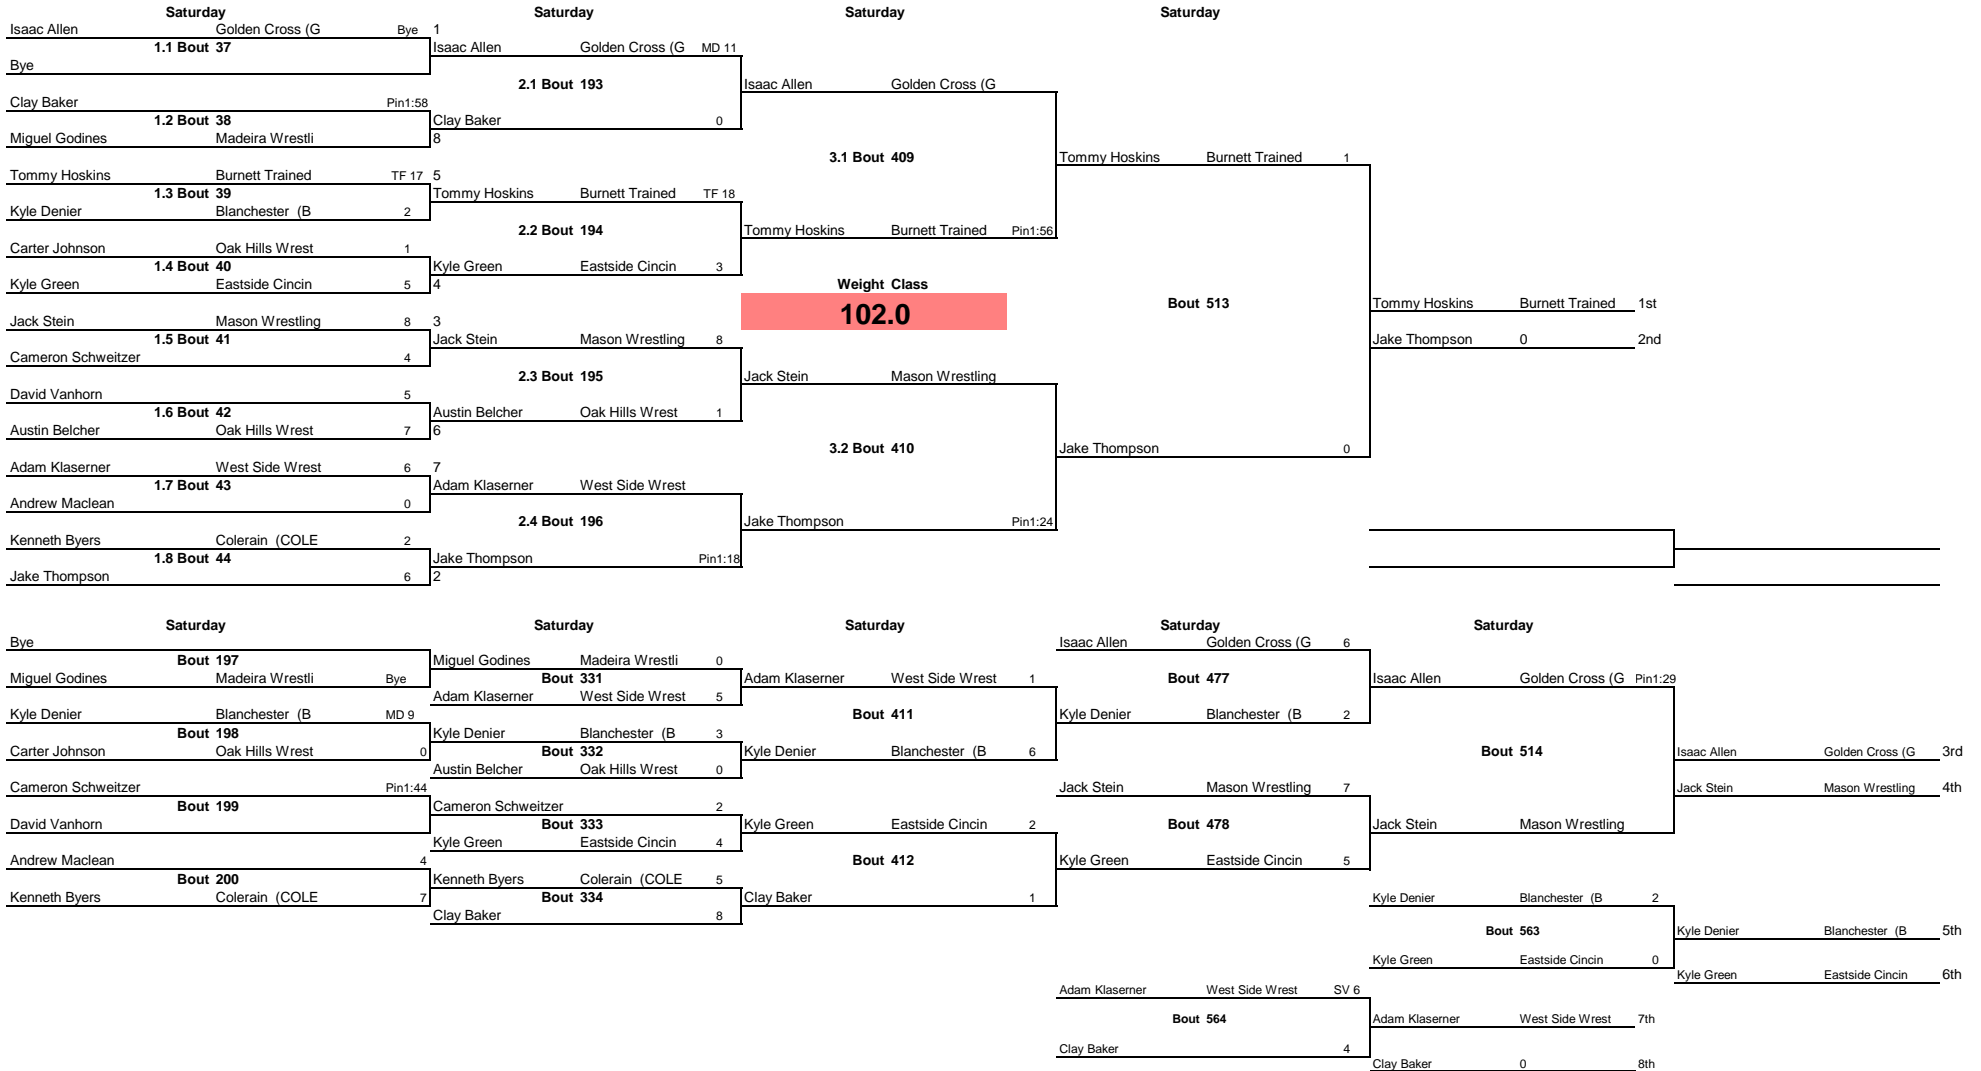 Saturday Saturday Saturday Saturday
Isaac Allen Golden Cross (G Bye 1
1.1 Bout 37 Isaac Allen Golden Cross (G MD 11
Bye
2.1 Bout 193 Isaac Allen Golden Cross (G
Clay Baker Pin1:58
1.2 Bout 38 Clay Baker 0
Miguel Godines Madeira Wrestli 8
3.1 Bout 409 Tommy Hoskins Burnett Trained 1
Tommy Hoskins Burnett Trained TF 17 5
1.3 Bout 39 Tommy Hoskins Burnett Trained TF 18
Kyle Denier Blanchester (B 2
2.2 Bout 194 Tommy Hoskins Burnett Trained Pin1:56
Carter Johnson Oak Hills Wrest 1
1.4 Bout 40 Kyle Green Eastside Cincin 3
Kyle Green Eastside Cincin 5 4 Weight Class
Bout 513 Tommy Hoskins Burnett Trained 1st
Jack Stein Mason Wrestling 8 3 102.0
1.5 Bout 41 Jack Stein Mason Wrestling 8 Jake Thompson 0 2nd
Cameron Schweitzer 4
2.3 Bout 195 Jack Stein Mason Wrestling
David Vanhorn 5
1.6 Bout 42 Austin Belcher Oak Hills Wrest 1
Austin Belcher Oak Hills Wrest 7 6
3.2 Bout 410 Jake Thompson 0
Adam Klaserner West Side Wrest 6 7
1.7 Bout 43 Adam Klaserner West Side Wrest
Andrew Maclean 0
2.4 Bout 196 Jake Thompson Pin1:24
Kenneth Byers Colerain (COLE 2
1.8 Bout 44 Jake Thompson Pin1:18
Jake Thompson 6 2
Saturday Saturday Saturday Saturday Saturday
Bye Isaac Allen Golden Cross (G 6
Bout 197 Miguel Godines Madeira Wrestli 0
Miguel Godines Madeira Wrestli Bye Bout 331 Adam Klaserner West Side Wrest 1 Bout 477 Isaac Allen Golden Cross (G Pin1:29
Adam Klaserner West Side Wrest 5
Kyle Denier Blanchester (B MD 9 Bout 411 Kyle Denier Blanchester (B 2
Bout 198 Kyle Denier Blanchester (B 3
Carter Johnson Oak Hills Wrest 0 Bout 332 Kyle Denier Blanchester (B 6 Bout 514 Isaac Allen Golden Cross (G 3rd
Austin Belcher Oak Hills Wrest 0
Cameron Schweitzer Pin1:44 Jack Stein Mason Wrestling 7 Jack Stein Mason Wrestling 4th
Bout 199 Cameron Schweitzer 2
David Vanhorn Bout 333 Kyle Green Eastside Cincin 2 Bout 478 Jack Stein Mason Wrestling
Kyle Green Eastside Cincin 4
Andrew Maclean 4 Bout 412 Kyle Green Eastside Cincin 5
Bout 200 Kenneth Byers Colerain (COLE 5
Kenneth Byers Colerain (COLE 7 Bout 334 Clay Baker 1 Kyle Denier Blanchester (B 2
Clay Baker 8
Bout 563 Kyle Denier Blanchester (B 5th
Kyle Green Eastside Cincin 0
Kyle Green Eastside Cincin 6th
Adam Klaserner West Side Wrest SV 6
Bout 564 Adam Klaserner West Side Wrest 7th
Clay Baker 4
Clay Baker 0 8th